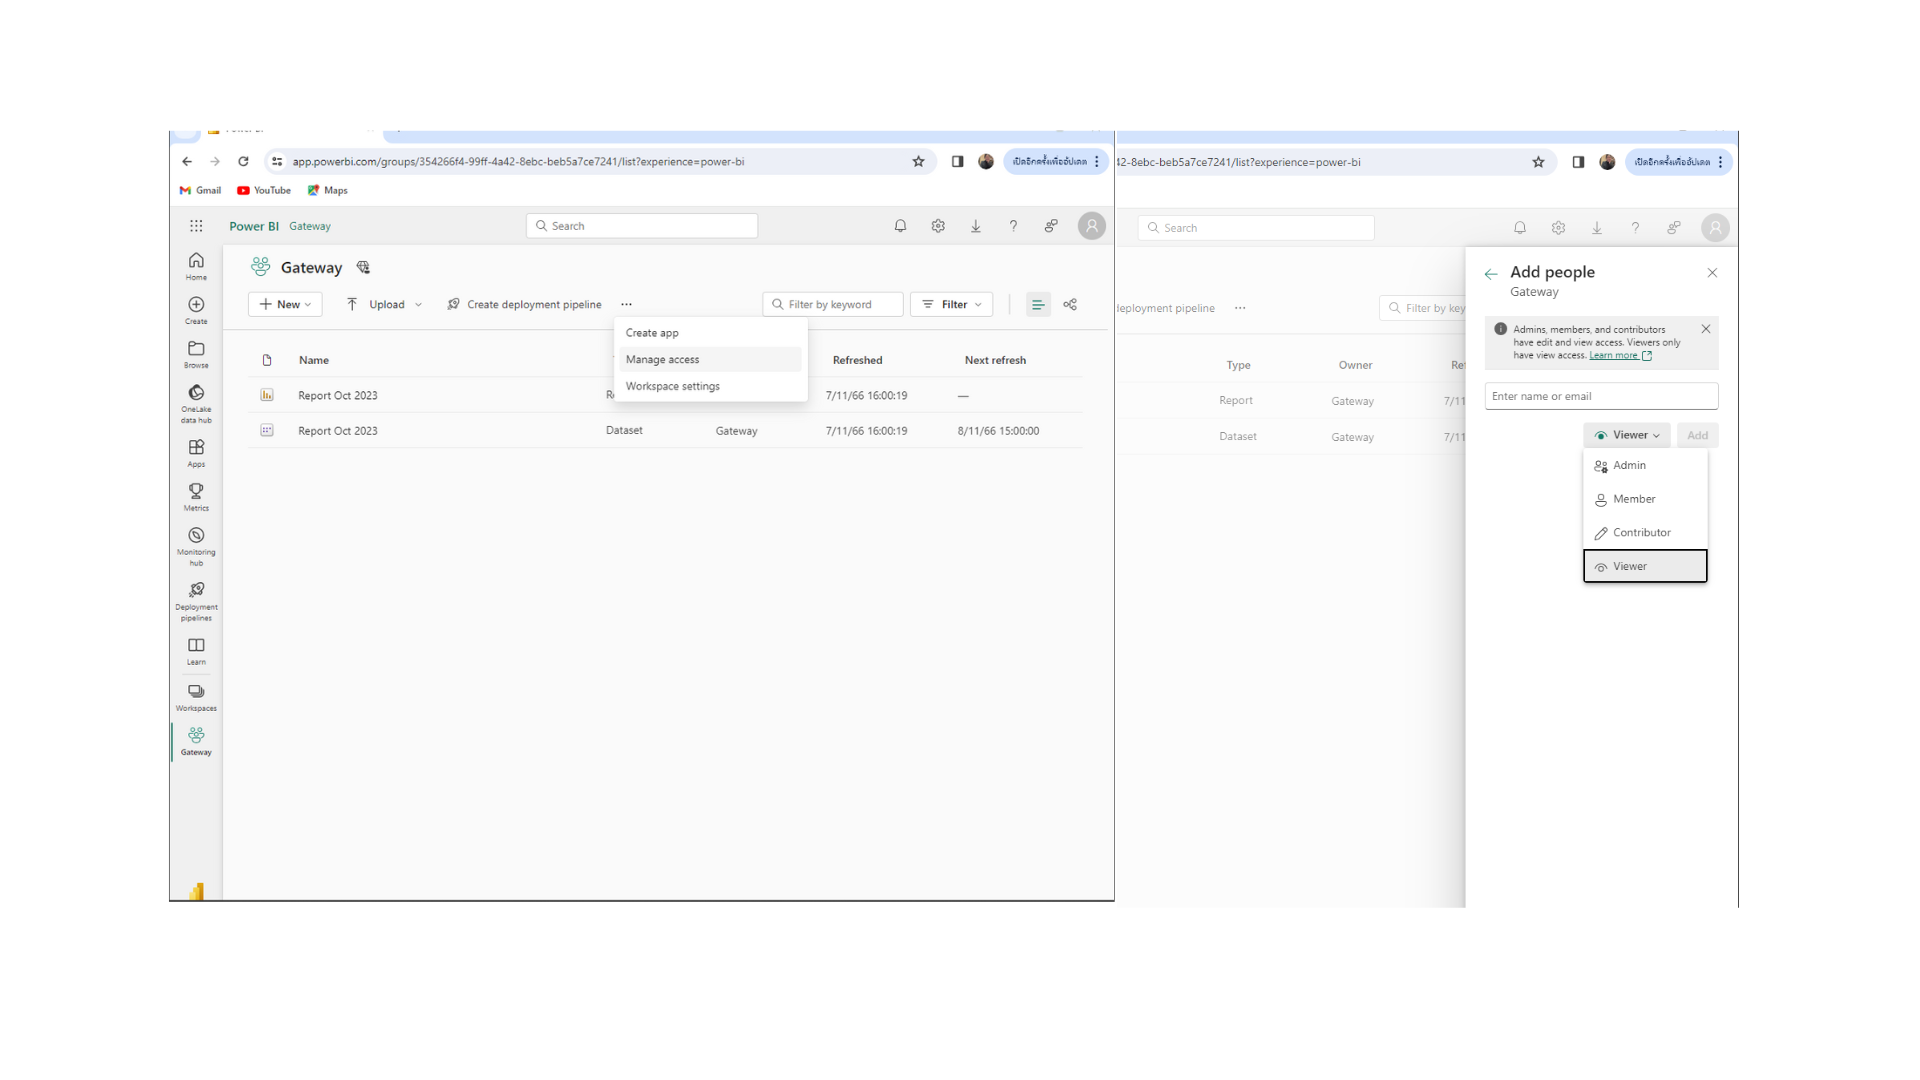 app.powerbi.com/groups/354266f4-99ff-4a42-8ebc-beb5a7ce7241/list?experience=power-bi
เปิดอีกครั้งเพื่ออัปเดต
Gmail
YouTube
Maps
Power BI Gateway
Search
Home
Create
Browse
OneLake
data hub
Apps
Metrics
Monitoring
hub
Deployment
pipelines
Learn
Workspaces
Gateway
Gateway
New
Upload
Create deployment pipeline
Filter by keyword
Filter
Create app
Manage access
Workspace settings
Name Refreshed Next refresh
Report Oct 2023 7/11/66 16:00:19 —
Report Oct 2023 Dataset Gateway 7/11/66 16:00:19 8/11/66 15:00:00
42-8ebc-beb5a7ce7241/list?experience=power-bi
เปิดอีกครั้งเพื่ออัปเดต
Search
deployment pipeline
Filter by key
Type Owner Re
Report Gateway 7/11
Dataset Gateway 7/11
Add people
Gateway
Admins, members, and contributors
have edit and view access. Viewers only
have view access. Learn more
Enter name or email
Viewer
Add
Admin
Member
Contributor
Viewer